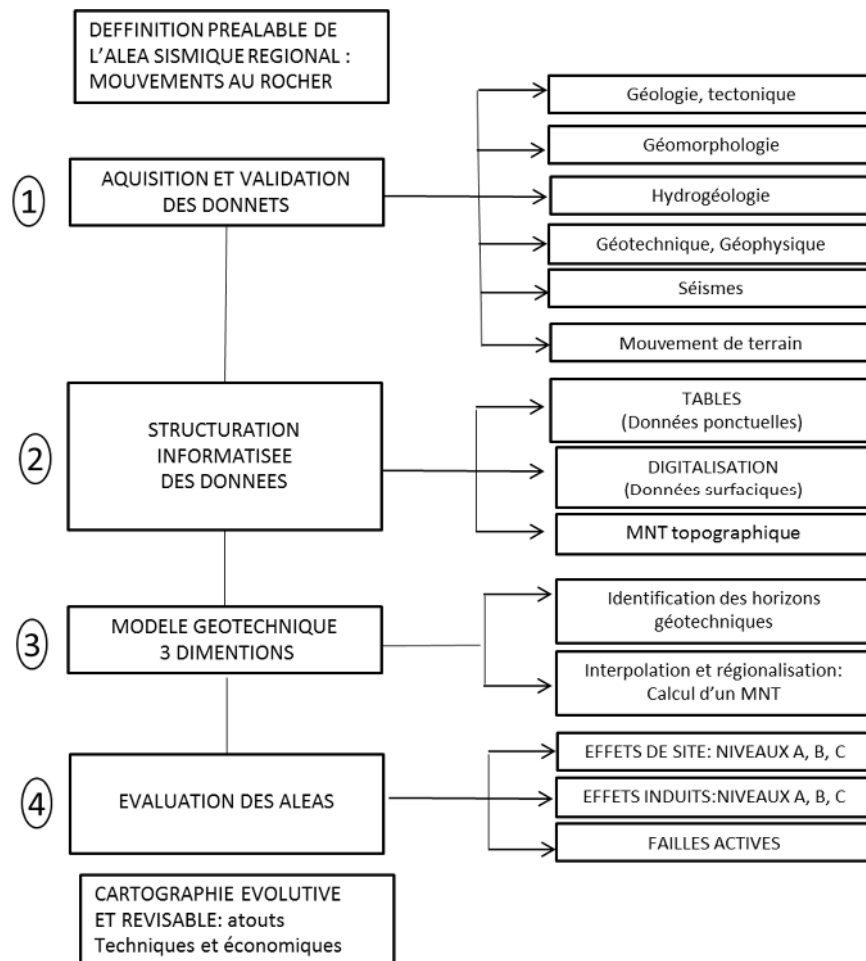 DEFFINITION PREALABLE DE
L'ALEA SISMIQUE REGIONAL :
MOUVEMENTS AU ROCHER
1
AQUISITION ET VALIDATION
DES DONNETS
Géologie, tectonique
Géomorphologie
Hydrogéologie
Géotechnique, Géophysique
Séismes
Mouvement de terrain
2
STRUCTURATION
INFORMATISEE
DES DONNEES
TABLES
(Données ponctuelles)
DIGITALISATION
(Données surfaciques)
MNT topographique
3
MODELE GEOTECHNIQUE
3 DIMENTIONS
Identification des horizons
géotechniques
Interpolation et régionalisation:
Calcul d'un MNT
4
EVALUATION DES ALEAS
EFFETS DE SITE: NIVEAUX A, B, C
EFFETS INDUITS:NIVEAUX A, B, C
FAILLES ACTIVES
CARTOGRAPHIE EVOLUTIVE
ET REVISABLE: atouts
Techniques et économiques